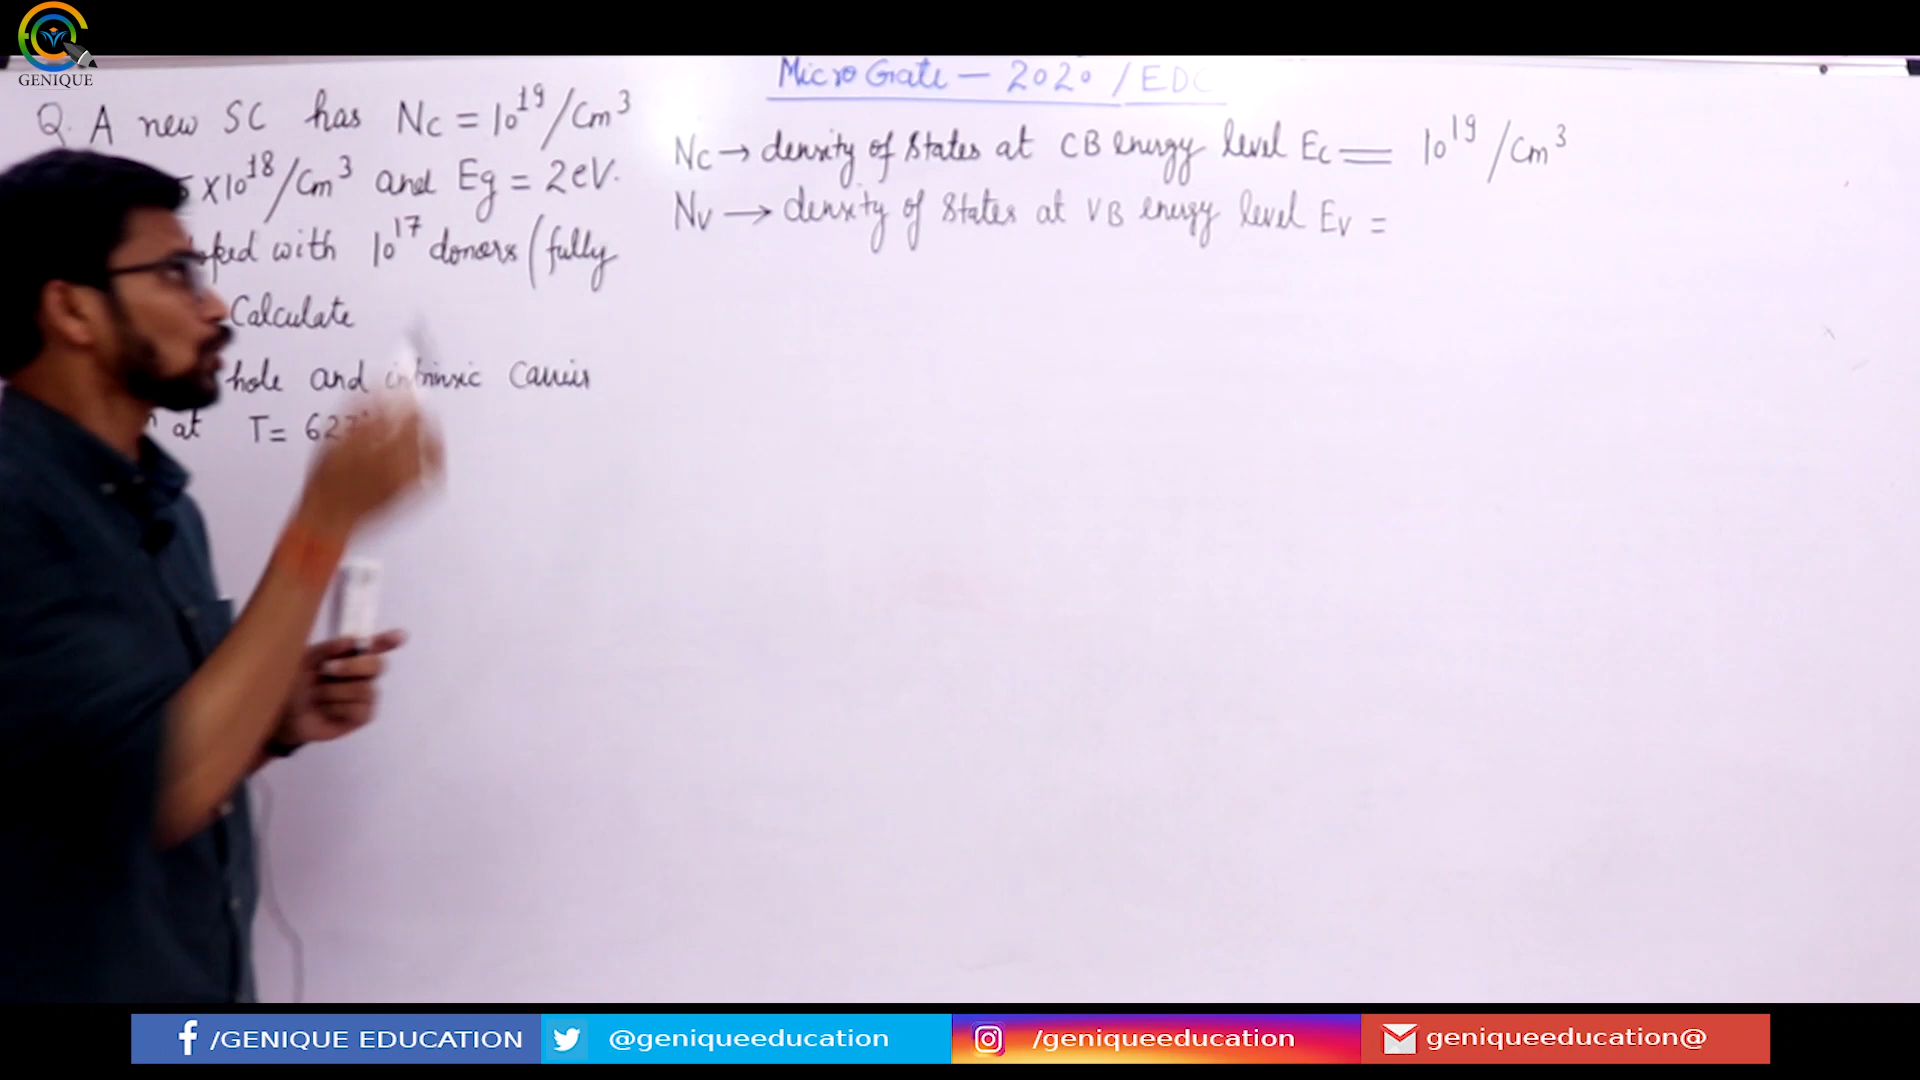 GENIQUE
Micro Gate — 2020 / EDC
Q. A new SC has Nc = 10^19/Cm^3
×10^18/Cm^3 and Eg = 2eV.
with 10^17 donors (fully
Calculate
hole and intrinsic Carrier
at T=
Nc → density of States at CB energy level Ec = 10^19 /Cm^3
Nv → density of States at VB energy level Ev =
/GENIQUE EDUCATION
@geniqueeducation
/geniqueeducation
geniqueeducation@